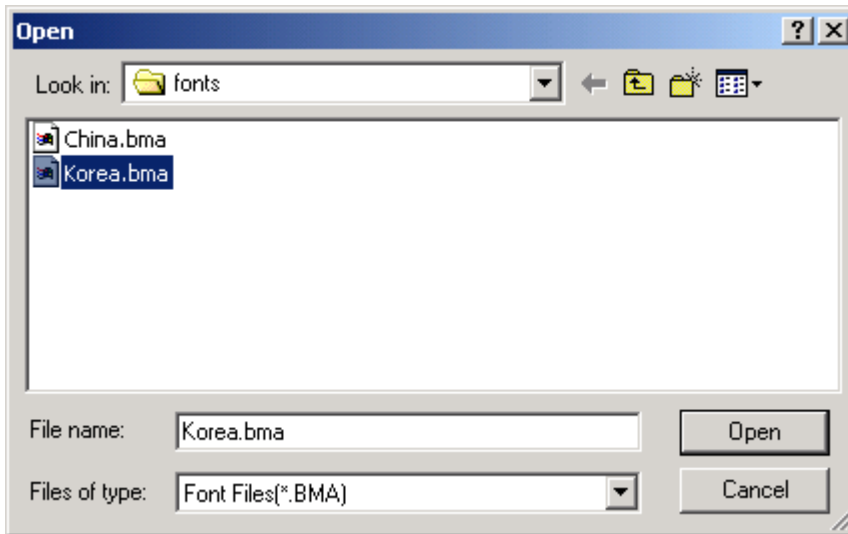 Open
Look in: fonts
China.bma
Korea.bma
File name: Korea.bma Open
Files of type: Font Files(*.BMA) Cancel